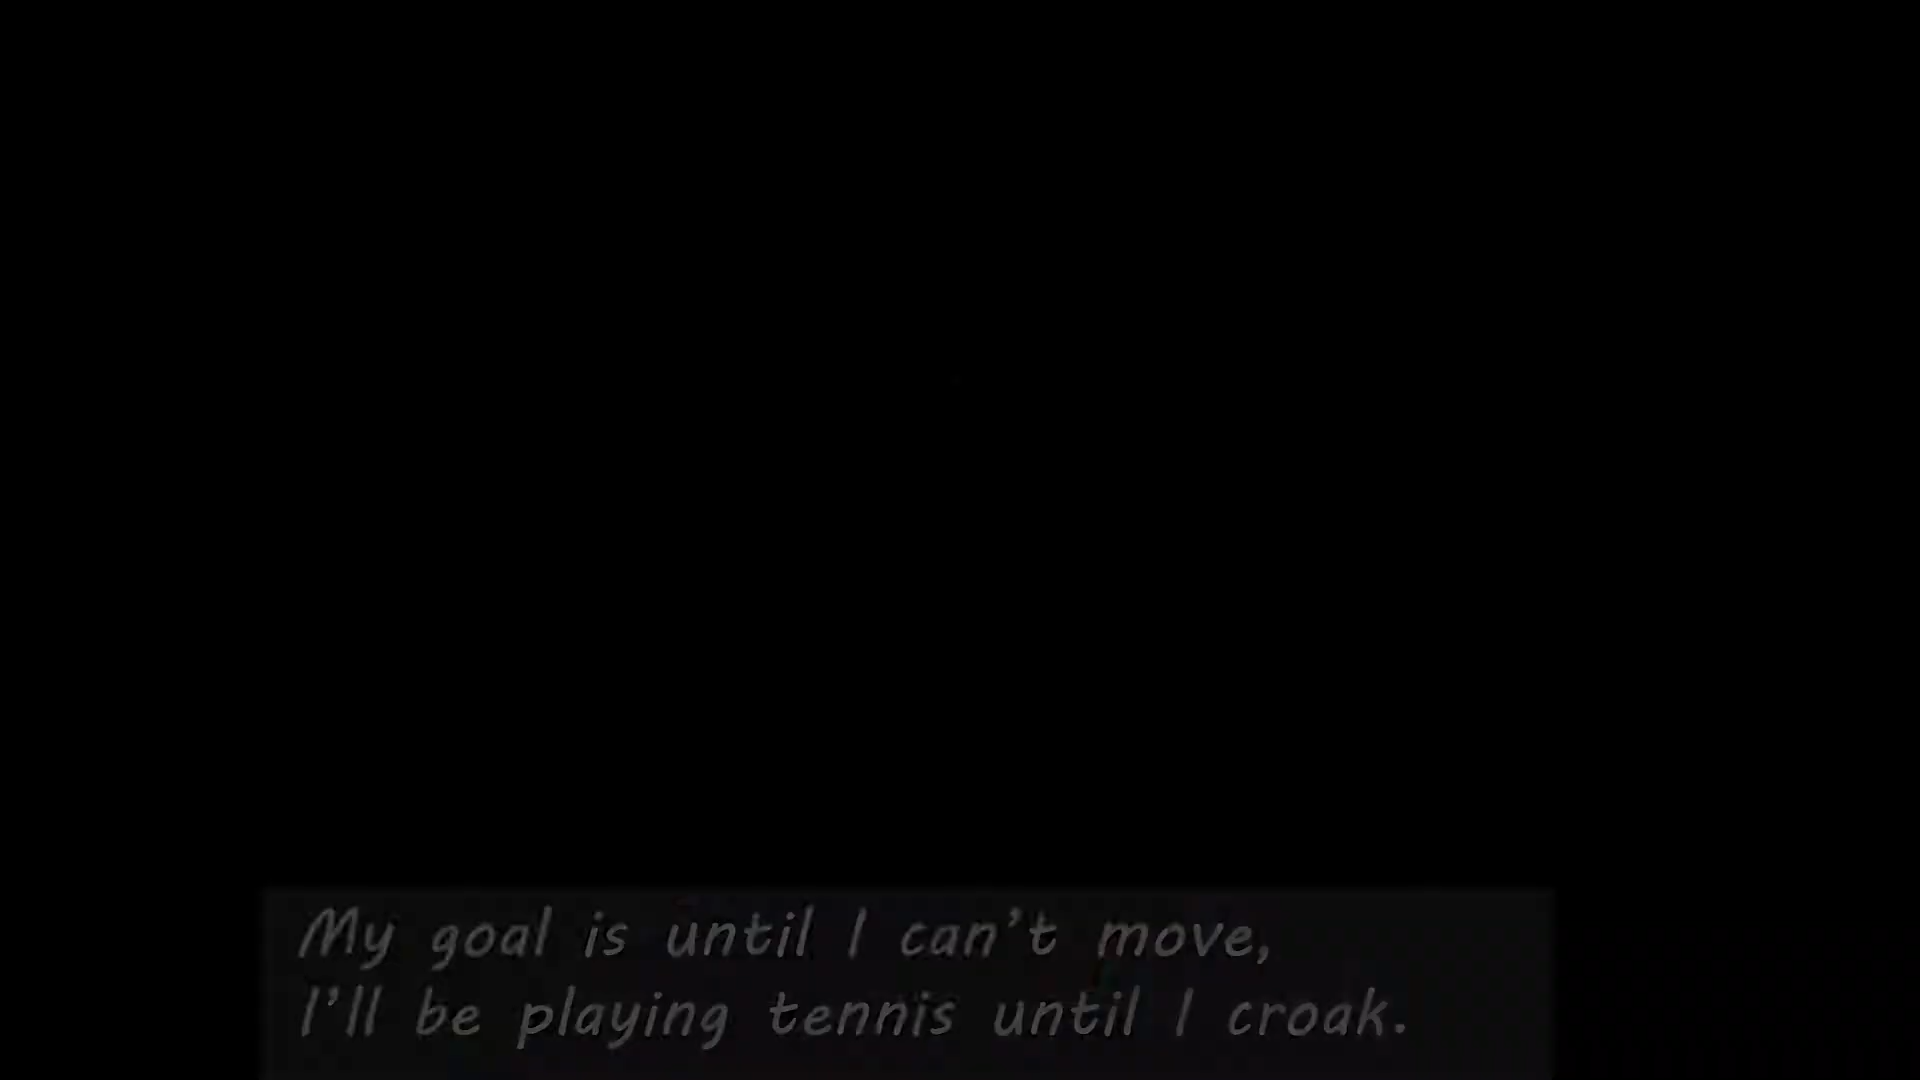 My goal is until I can’t move,
I’ll be playing tennis until I croak.